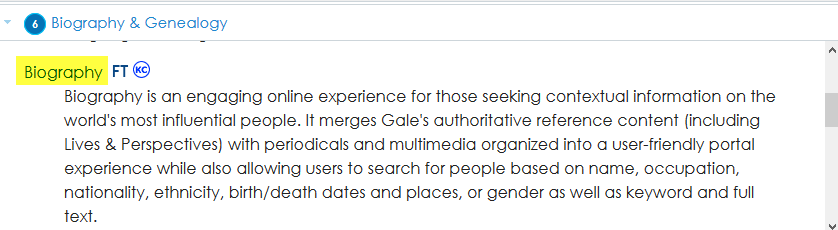 6 Biography & Genealogy
Biography FT KC
Biography is an engaging online experience for those seeking contextual information on the
world's most influential people. It merges Gale's authoritative reference content (including
Lives & Perspectives) with periodicals and multimedia organized into a user-friendly portal
experience while also allowing users to search for people based on name, occupation,
nationality, ethnicity, birth/death dates and places, or gender as well as keyword and full
text.